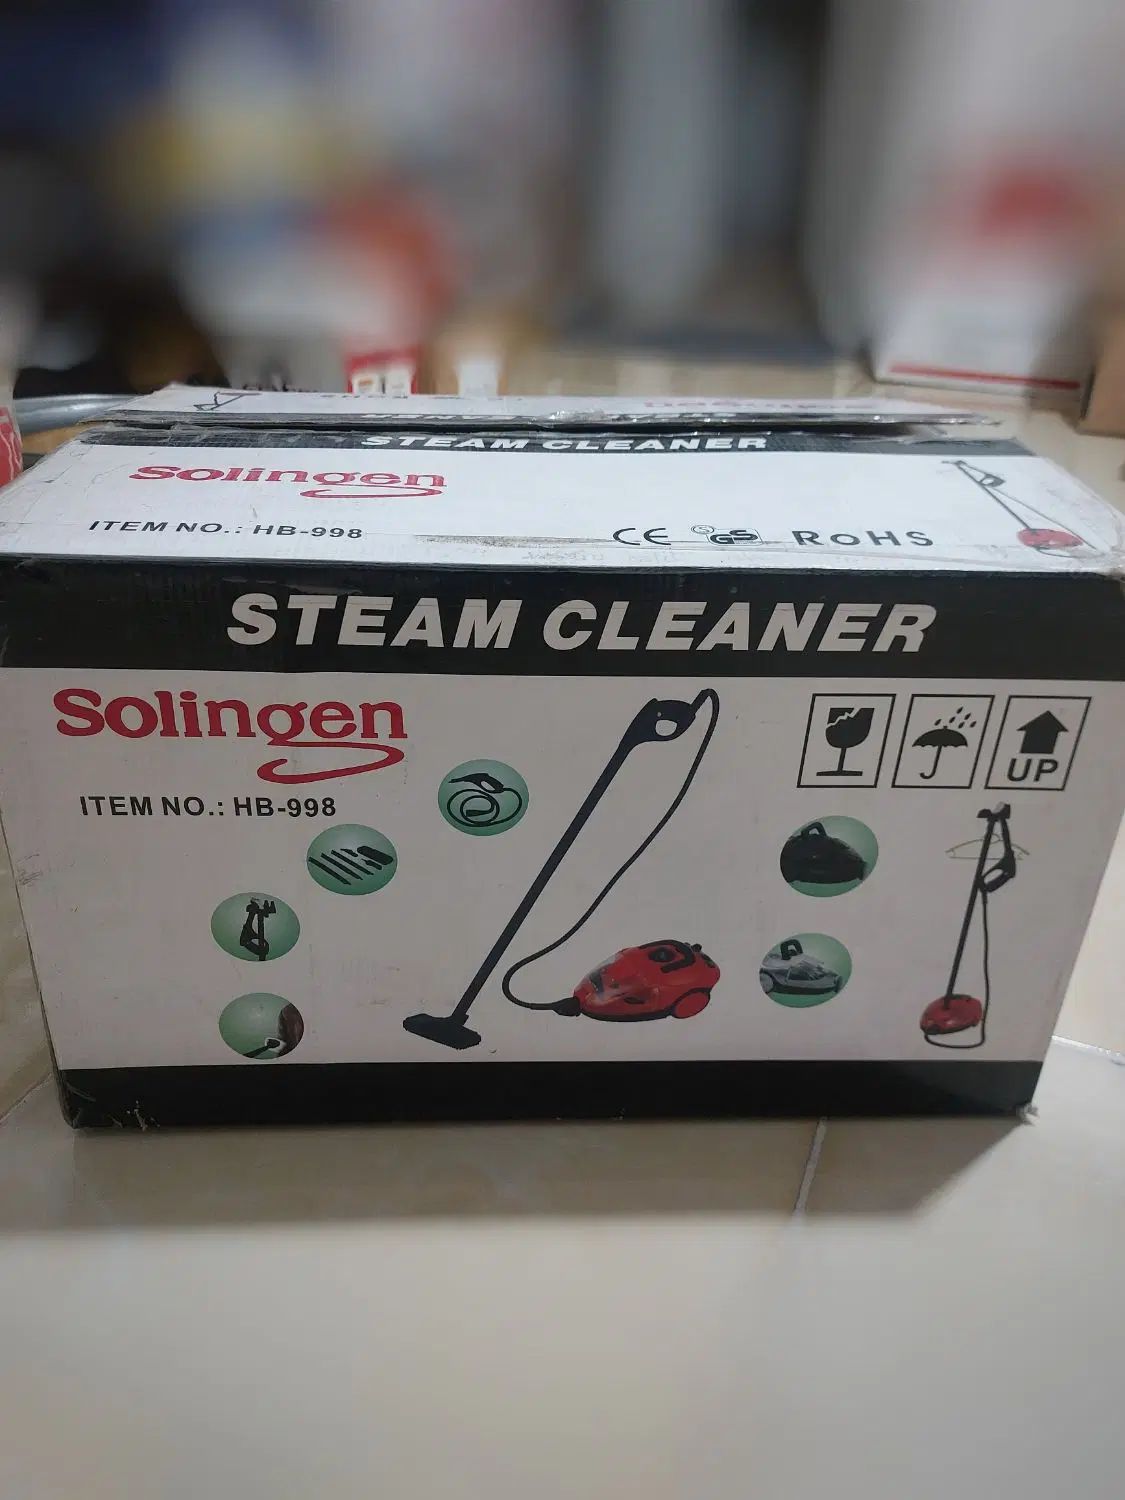 STEAM CLEANER
Solingen
ITEM NO.: HB-998
CE GS ROHS
STEAM CLEANER
Solingen
ITEM NO.: HB-998
UP